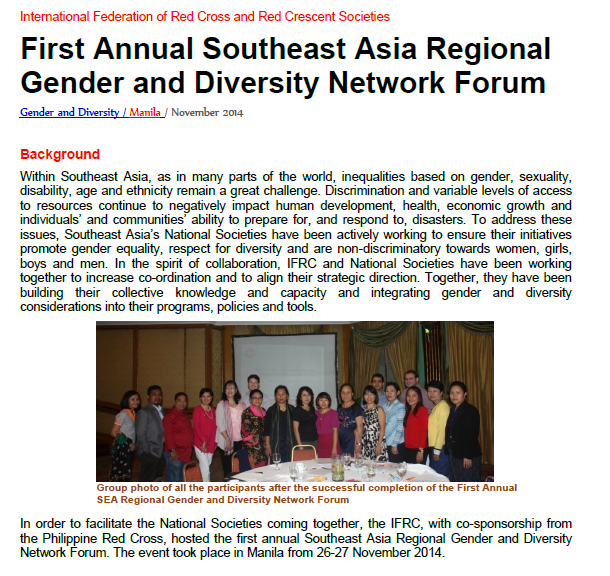 International Federation of Red Cross and Red Crescent Societies
First Annual Southeast Asia Regional
Gender and Diversity Network Forum
Gender and Diversity / Manila / November 2014
Background
Within Southeast Asia, as in many parts of the world, inequalities based on gender, sexuality,
disability, age and ethnicity remain a great challenge. Discrimination and variable levels of access
to resources continue to negatively impact human development, health, economic growth and
individuals' and communities' ability to prepare for, and respond to, disasters. To address these
issues, Southeast Asia's National Societies have been actively working to ensure their initiatives
promote gender equality, respect for diversity and are non-discriminatory towards women, girls,
boys and men. In the spirit of collaboration, IFRC and National Societies have been working
together to increase co-ordination and to align their strategic direction. Together, they have been
building their collective knowledge and capacity and integrating gender and diversity
considerations into their programs, policies and tools.
Group photo of all the participants after the successful completion of the First Annual
SEA Regional Gender and Diversity Network Forum
In order to facilitate the National Societies coming together, the IFRC, with co-sponsorship from
the Philippine Red Cross, hosted the first annual Southeast Asia Regional Gender and Diversity
Network Forum. The event took place in Manila from 26-27 November 2014.